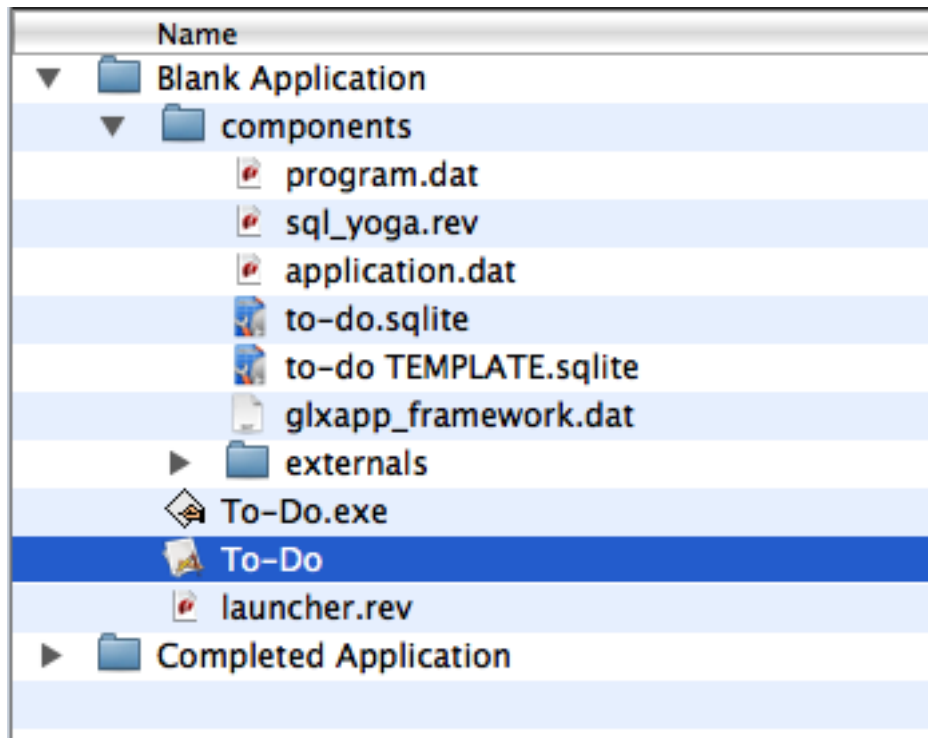 Name
Blank Application
components
program.dat
sql_yoga.rev
application.dat
to-do.sqlite
to-do TEMPLATE.sqlite
glxapp_framework.dat
externals
To-Do.exe
To-Do
launcher.rev
Completed Application